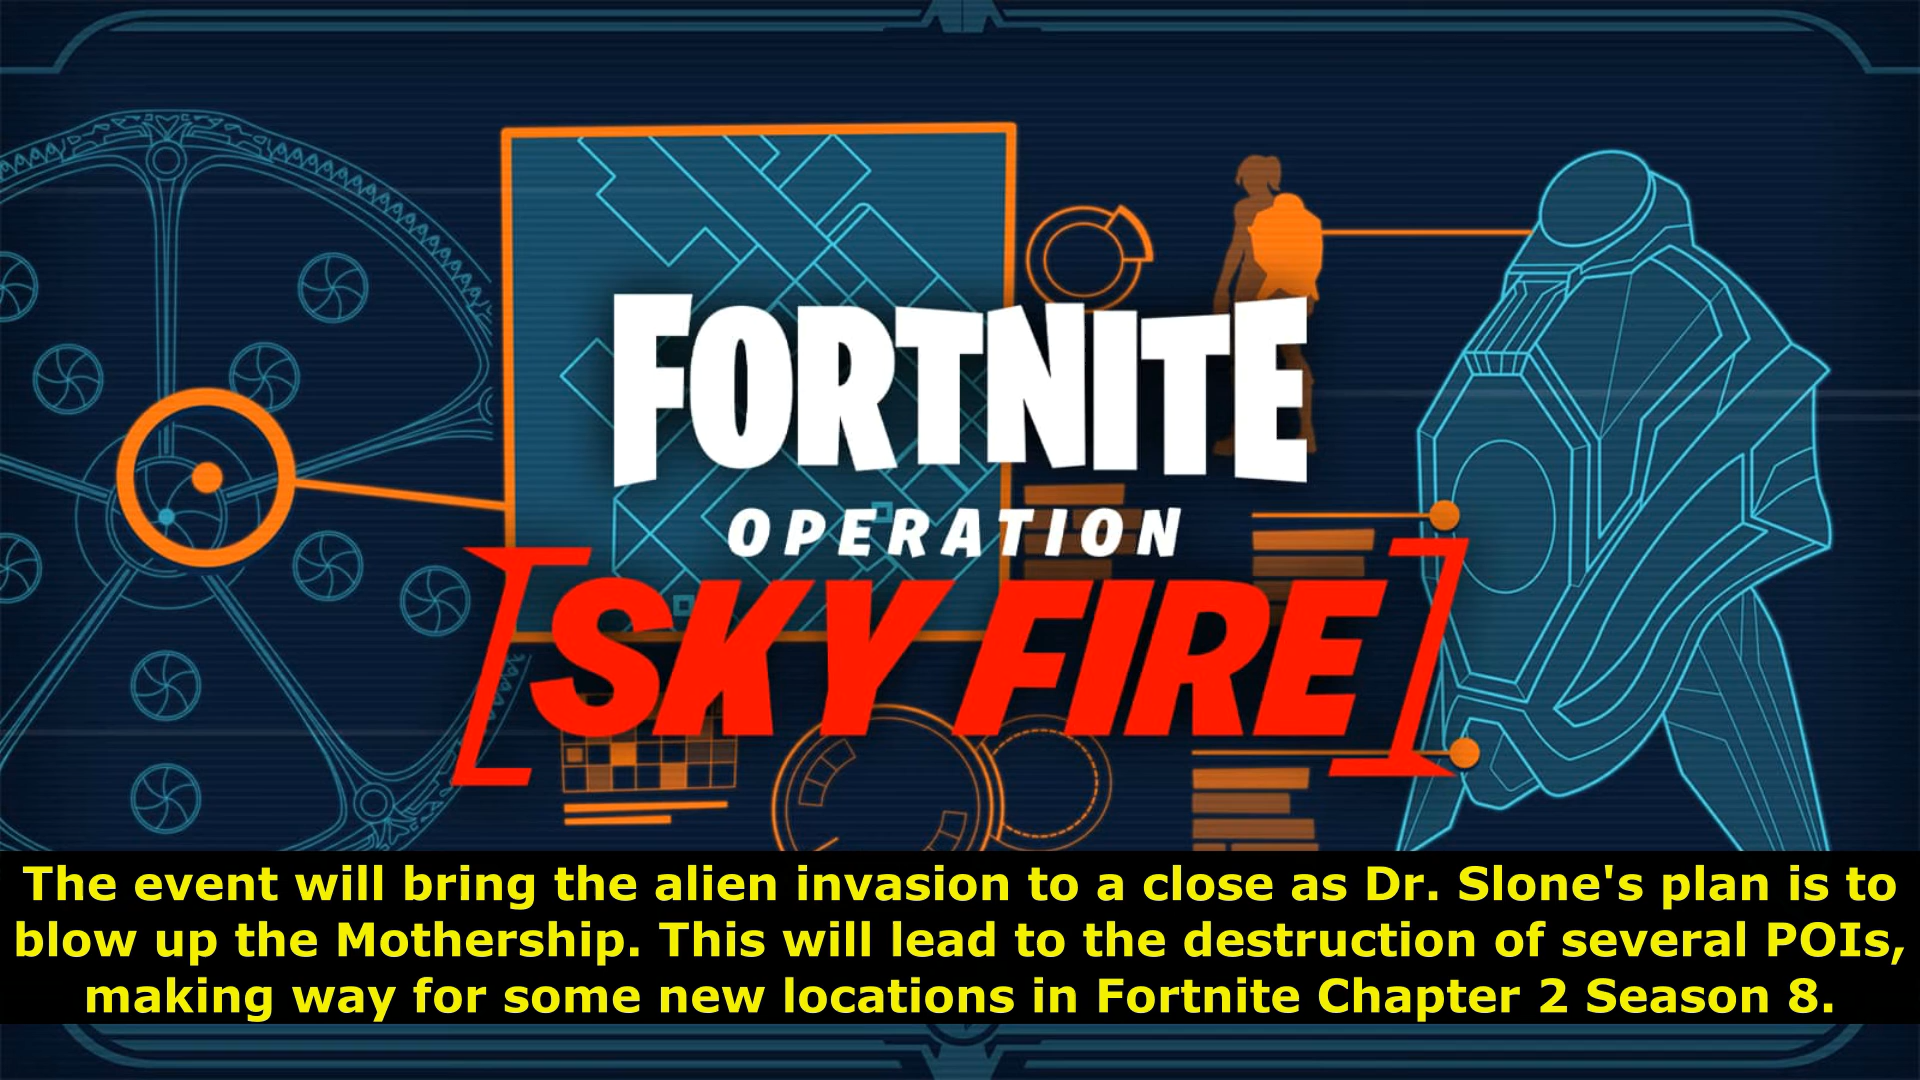 FORTNITE
OPERATION
[SKY FIRE]
The event will bring the alien invasion to a close as Dr. Slone's plan is to
blow up the Mothership. This will lead to the destruction of several POIs,
making way for some new locations in Fortnite Chapter 2 Season 8.